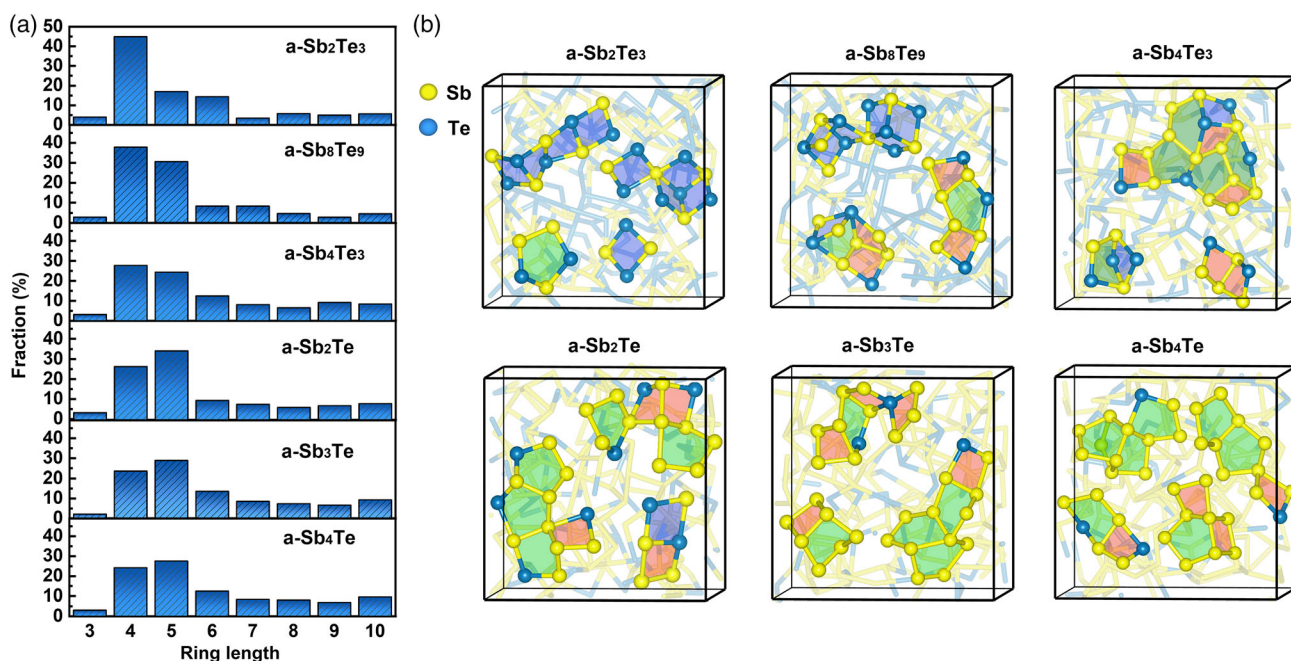 (a)
Fraction (%)
50
40
30
20
10
0
a-Sb₂Te₃
40
30
20
10
0
a-Sb₈Te₉
40
30
20
10
0
a-Sb₄Te₃
40
30
20
10
0
a-Sb₂Te
40
30
20
10
0
a-Sb₃Te
40
30
20
10
0
a-Sb₄Te
3 4 5 6 7 8 9 10
Ring length
(b)
Sb
Te
a-Sb₂Te₃ a-Sb₈Te₉ a-Sb₄Te₃
a-Sb₂Te a-Sb₃Te a-Sb₄Te